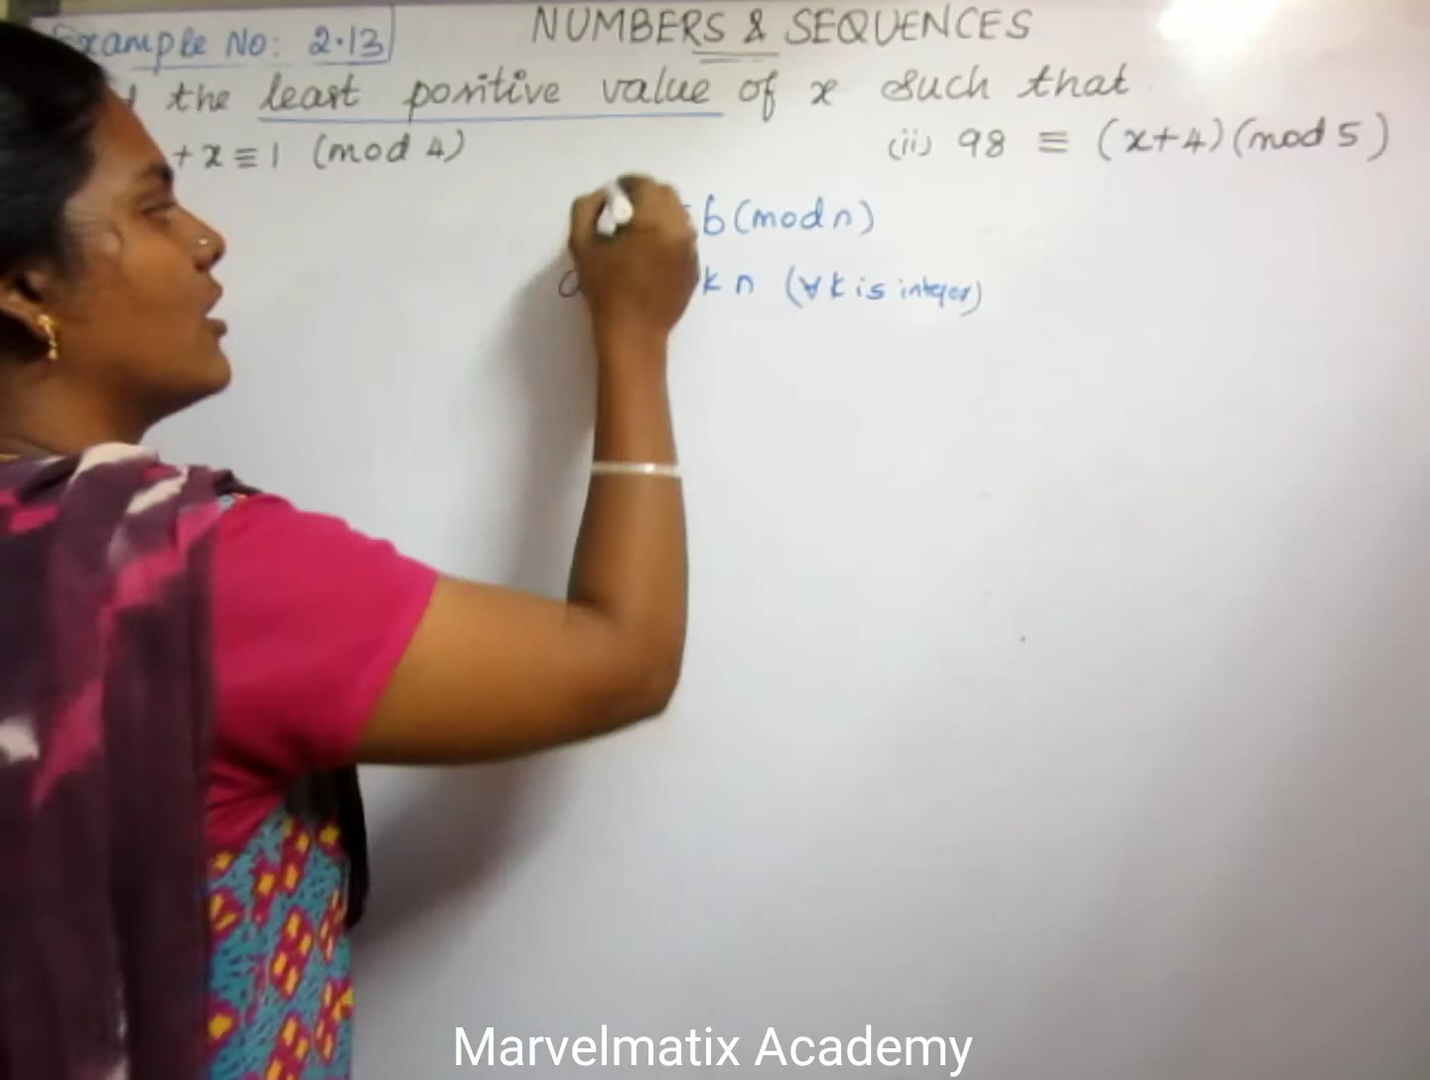 Example No: 2.13
NUMBERS & SEQUENCES
the least positive value of x such that
+ x ≡ 1 (mod 4)
(ii) 98 ≡ (x+4) (mod 5)
b (mod n)
kn (∀ k is integer)
Marvelmatix Academy